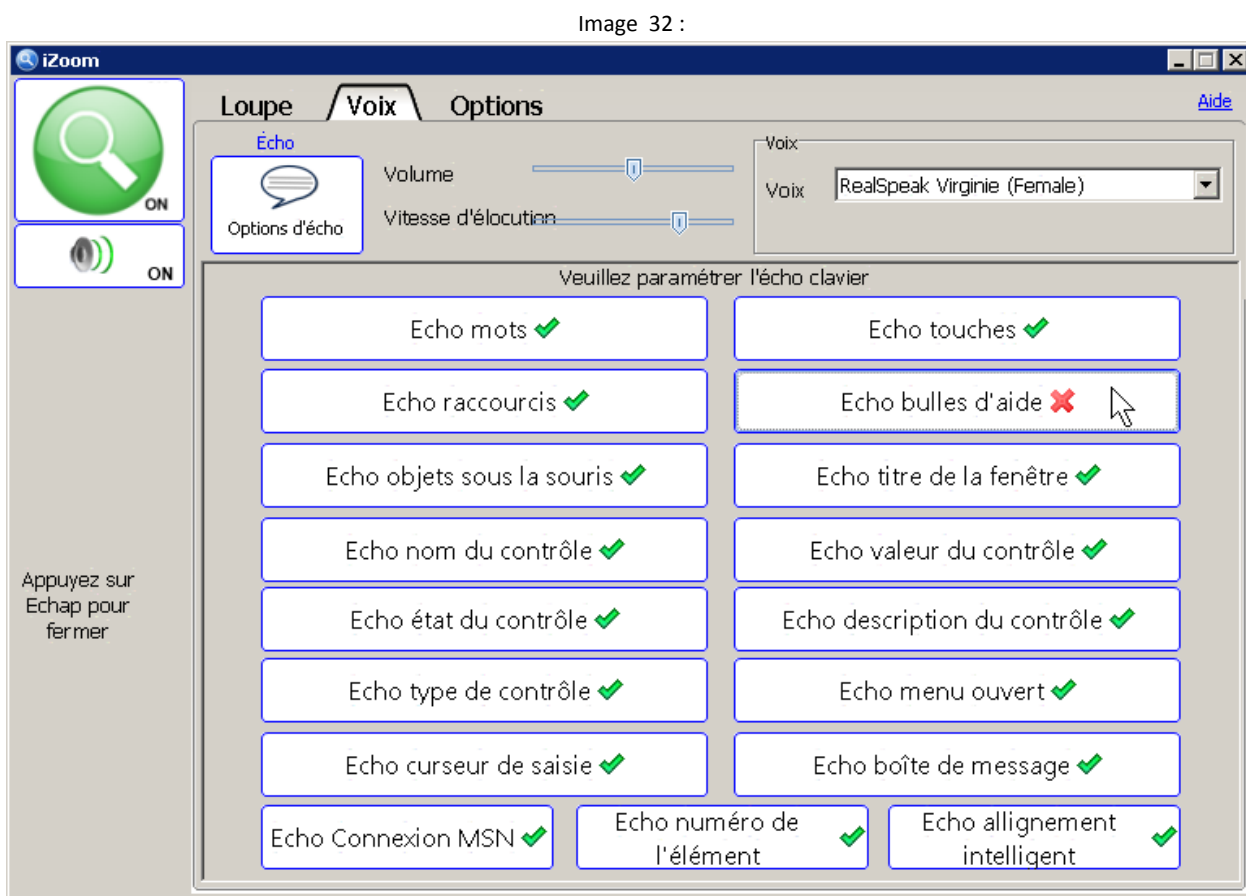 Image 32 :
iZoom
Loupe Voix Options Aide
ON
ON
Écho
Options d'écho
Volume
Vitesse d'élocution
Voix
Voix RealSpeak Virginie (Female)
Veuillez paramétrer l'écho clavier
Echo mots Echo touches
Echo raccourcis Echo bulles d'aide
Echo objets sous la souris Echo titre de la fenêtre
Echo nom du contrôle Echo valeur du contrôle
Echo état du contrôle Echo description du contrôle
Echo type de contrôle Echo menu ouvert
Echo curseur de saisie Echo boîte de message
Echo Connexion MSN
Echo numéro de
l'élément
Echo allignement
intelligent
Appuyez sur
Echap pour
fermer